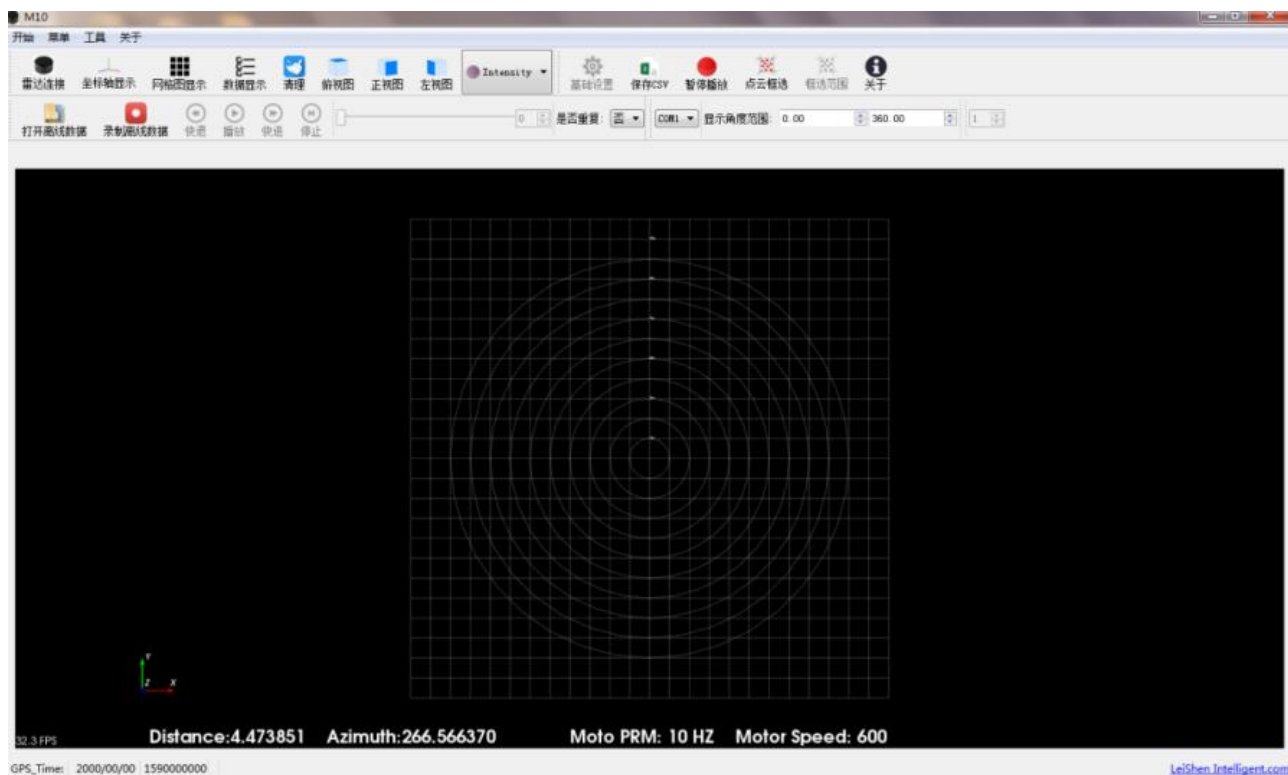 M10
开始 菜单 工具 关于
雷达连接 坐标轴显示 网格图显示 数据显示 清理 俯视图 正视图 左视图 Intensity 基础设置 保存CSV 暂停播放 点云框选 框选范围 关于
打开离线数据 录制离线数据 快退 播放 快进 停止 0 是否重复: 否 COM1 显示角度范围: 0.00 360.00 1
Y
Z X
32.3 FPS Distance:4.473851 Azimuth:266.566370 Moto PRM: 10 HZ Motor Speed: 600
GPS_Time: 2000/00/00 1590000000 LeiShen Intelligent.com